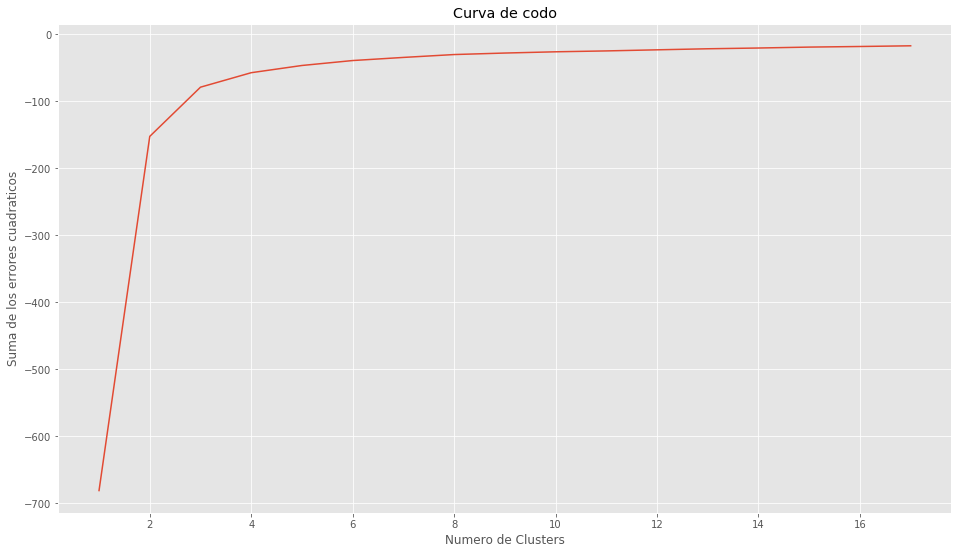 Curva de codo
0
−100
−200
−300
−400
−500
−600
−700
Suma de los errores cuadraticos
2 4 6 8 10 12 14 16
Numero de Clusters